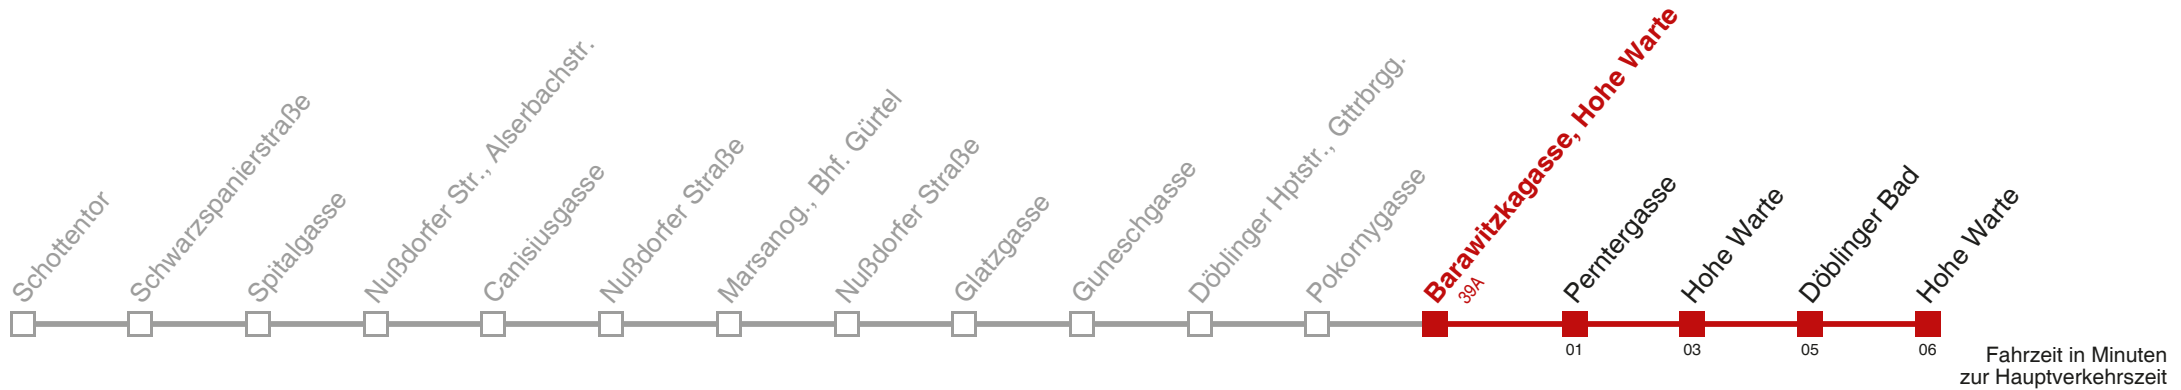 Schottentor
Schwarzspanierstraße
Spitalgasse
Nußdorfer Str., Alserbachstr.
Canisiusgasse
Nußdorfer Straße
Marsanog., Bhf. Gürtel
Nußdorfer Straße
Glatzgasse
Guneschgasse
Döblinger Hptstr., Gttrbrgg.
Pokornygasse
Barawitzkagasse, Hohe Warte
39A
Perntergasse
Hohe Warte
Döblinger Bad
Hohe Warte
01
03
05
06
Fahrzeit in Minuten
zur Hauptverkehrszeit